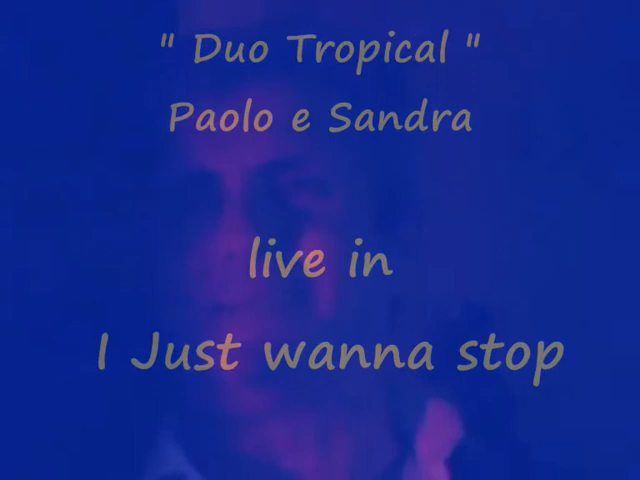 " Duo Tropical "
Paolo e Sandra
live in
I Just wanna stop